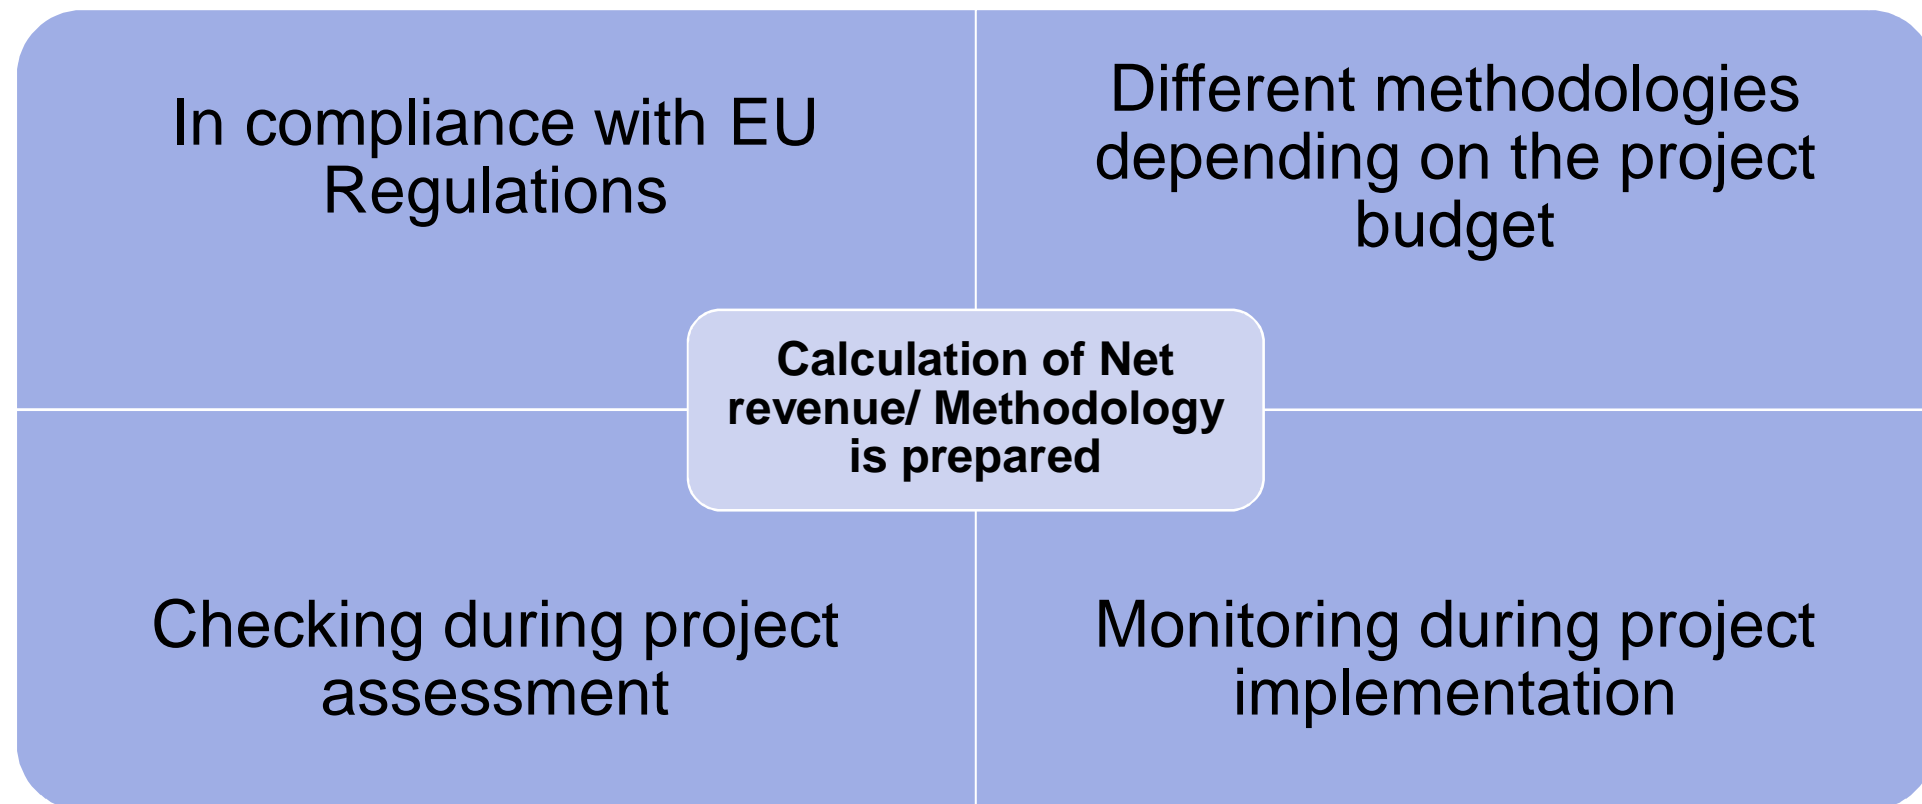 In compliance with EU
Regulations
Different methodologies
depending on the project
budget
Calculation of Net
revenue/ Methodology
is prepared
Checking during project
assessment
Monitoring during project
implementation